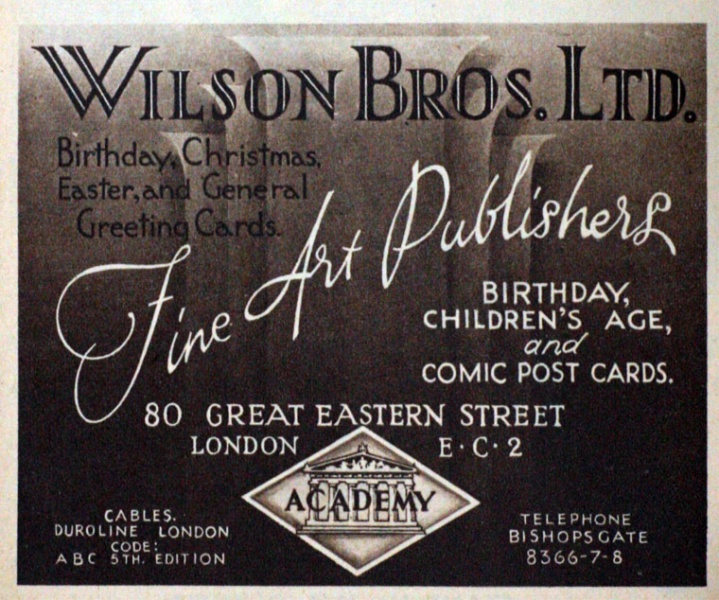 WILSON BROS. LTD.
Birthday, Christmas,
Easter, and General
Greeting Cards.
Fine Art Publishers
BIRTHDAY,
CHILDREN'S AGE,
and
COMIC POST CARDS.
80 GREAT EASTERN STREET
LONDON E·C·2
ACADEMY
CABLES.
DUROLINE LONDON
CODE:
ABC 5TH. EDITION
TELEPHONE
BISHOPSGATE
8366-7-8